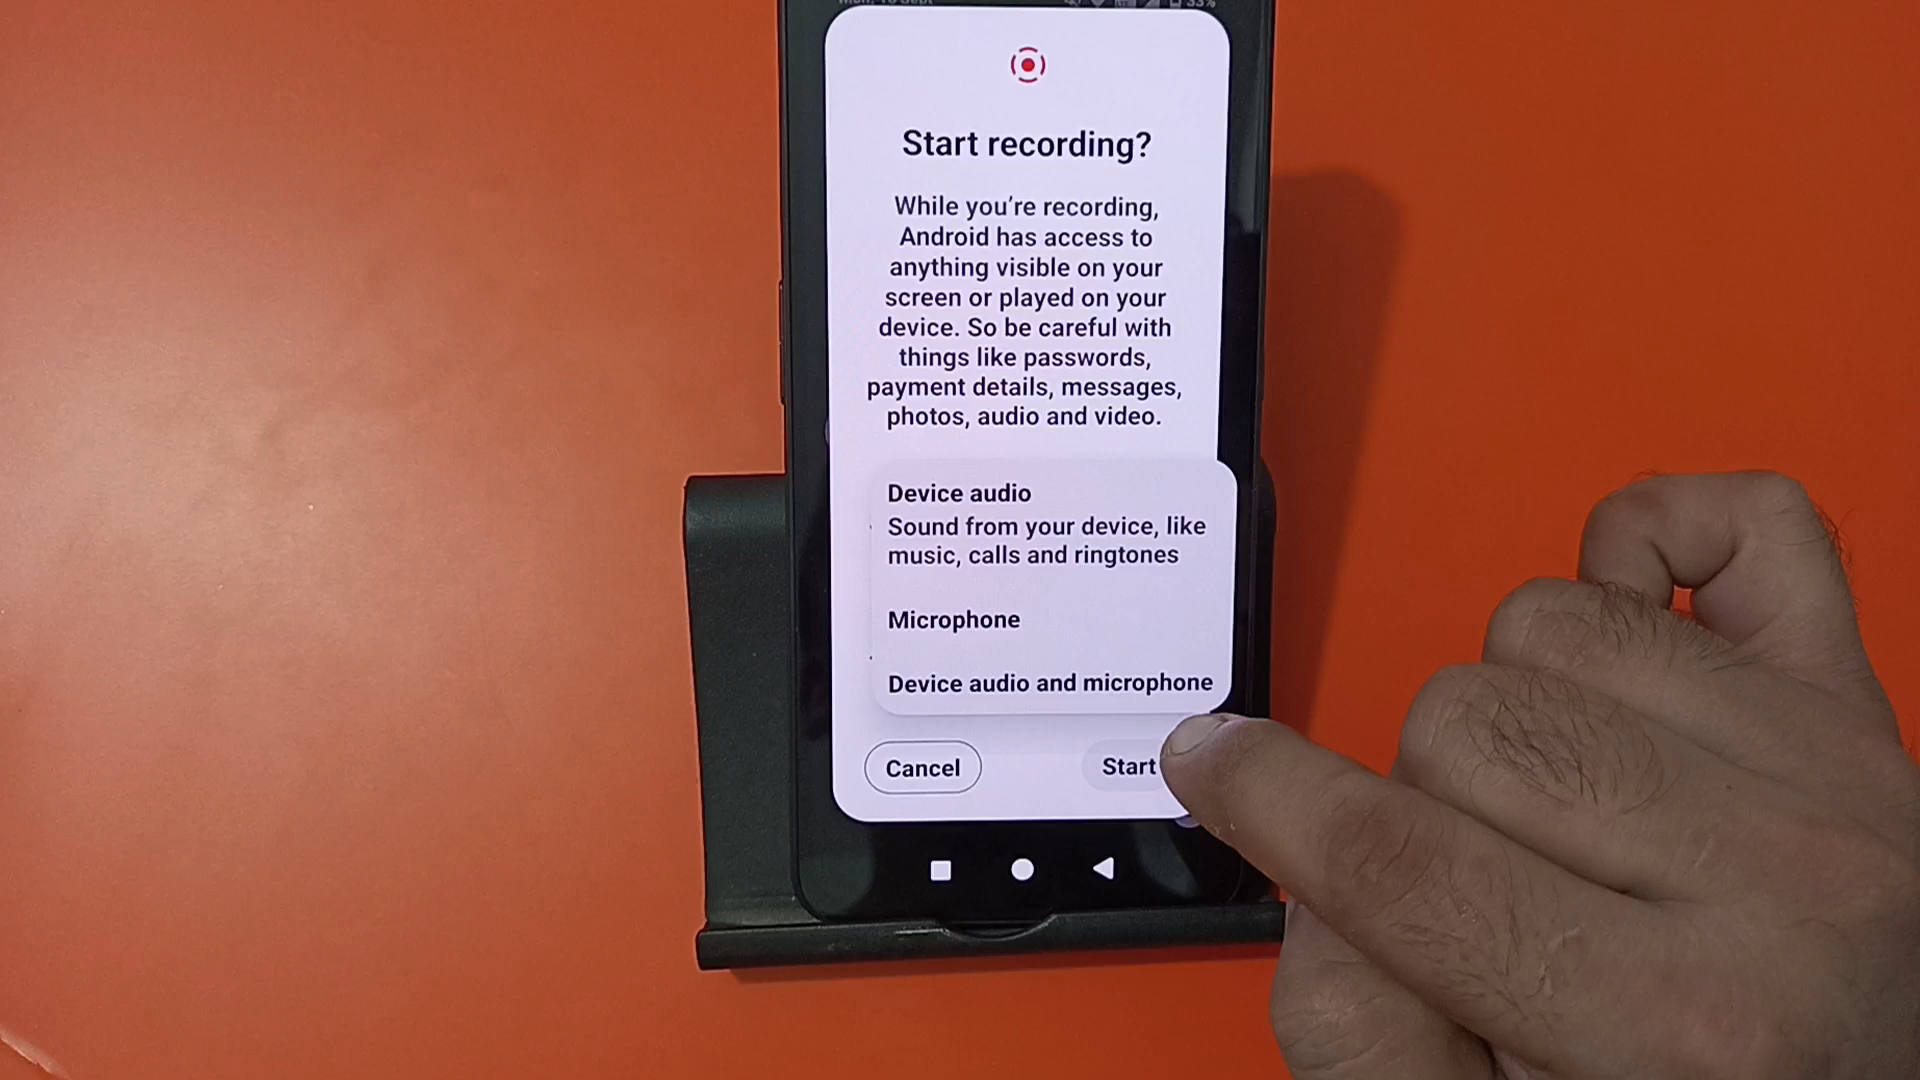 33%
Start recording?
While you're recording,
Android has access to
anything visible on your
screen or played on your
device. So be careful with
things like passwords,
payment details, messages,
photos, audio and video.
Device audio
Sound from your device, like
music, calls and ringtones
Microphone
Device audio and microphone
Cancel
Start